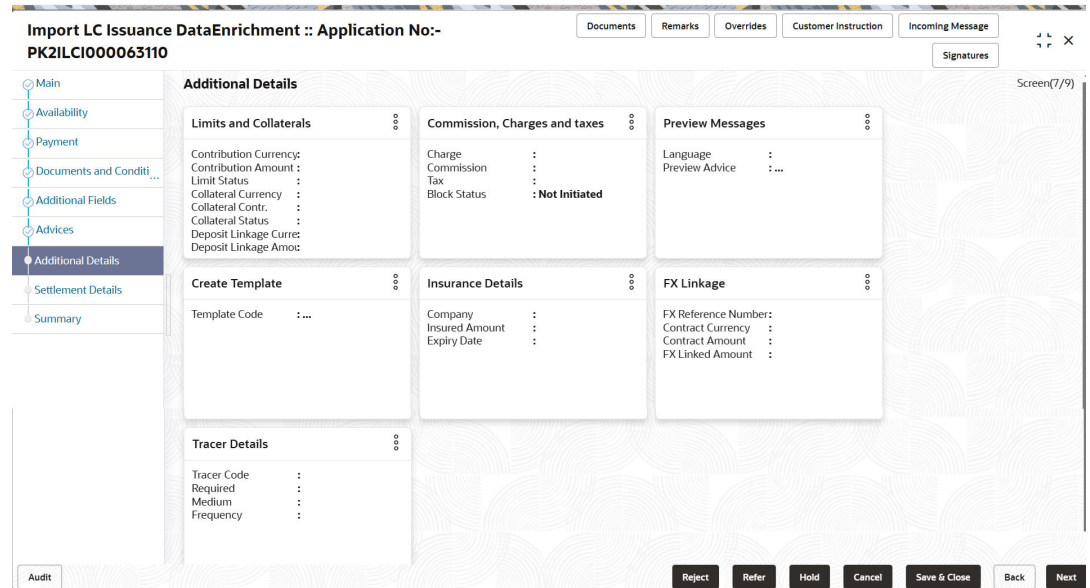 Import LC Issuance DataEnrichment :: Application No:-
PK2ILCI000063110
Documents
Remarks
Overrides
Customer Instruction
Incoming Message
Signatures
Main
Availability
Payment
Documents and Conditi...
Additional Fields
Advices
Additional Details
Settlement Details
Summary
Additional Details
Screen(7/9)
Limits and Collaterals
Contribution Currency:
Contribution Amount :
Limit Status :
Collateral Currency :
Collateral Contr. :
Collateral Status :
Deposit Linkage Curre:
Deposit Linkage Amou:
Commission, Charges and taxes
Charge :
Commission :
Tax :
Block Status : Not Initiated
Preview Messages
Language :
Preview Advice : ...
Create Template
Template Code : ...
Insurance Details
Company :
Insured Amount :
Expiry Date :
FX Linkage
FX Reference Number:
Contract Currency :
Contract Amount :
FX Linked Amount :
Tracer Details
Tracer Code :
Required :
Medium :
Frequency :
Audit
Reject
Refer
Hold
Cancel
Save & Close
Back
Next